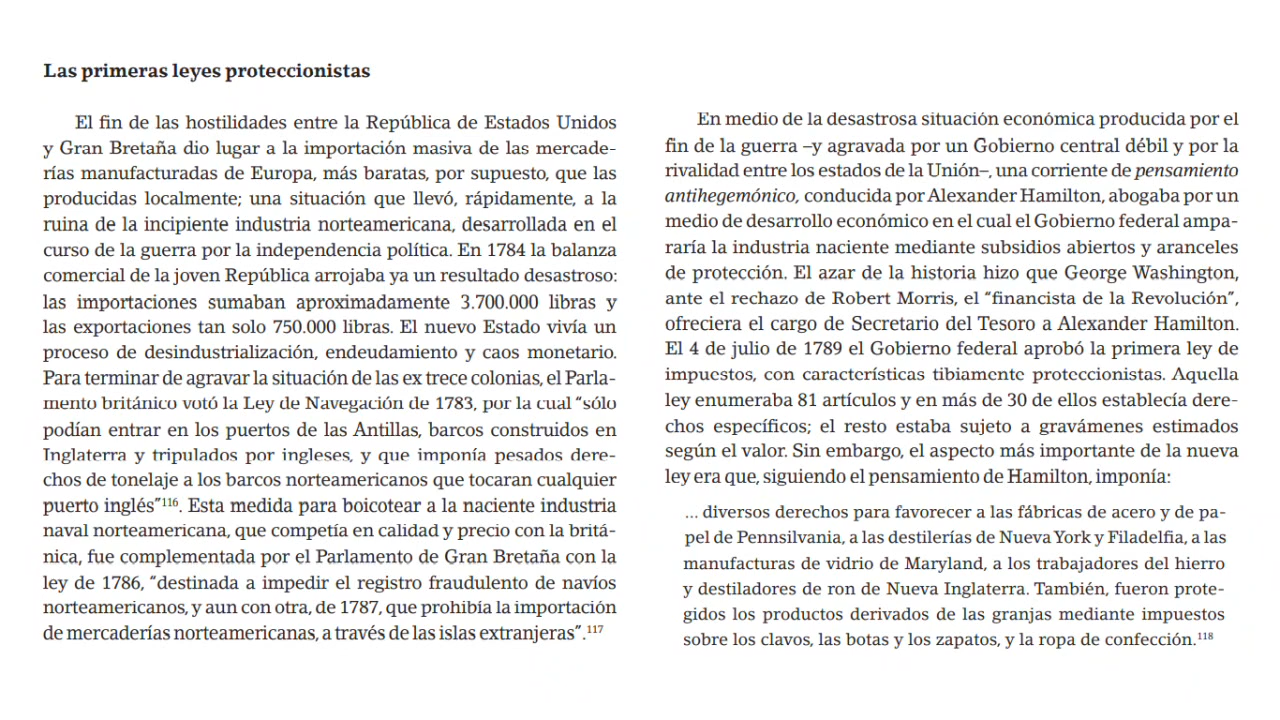 Las primeras leyes proteccionistas
El fin de las hostilidades entre la República de Estados Unidos
y Gran Bretaña dio lugar a la importación masiva de las mercade-
rías manufacturadas de Europa, más baratas, por supuesto, que las
producidas localmente; una situación que llevó, rápidamente, a la
ruina de la incipiente industria norteamericana, desarrollada en el
curso de la guerra por la independencia política. En 1784 la balanza
comercial de la joven República arrojaba ya un resultado desastroso:
las importaciones sumaban aproximadamente 3.700.000 libras y
las exportaciones tan solo 750.000 libras. El nuevo Estado vivía un
proceso de desindustrialización, endeudamiento y caos monetario.
Para terminar de agravar la situación de las ex trece colonias, el Parla-
mento británico votó la Ley de Navegación de 1783, por la cual “sólo
podían entrar en los puertos de las Antillas, barcos construidos en
Inglaterra y tripulados por ingleses, y que imponía pesados dere-
chos de tonelaje a los barcos norteamericanos que tocaran cualquier
puerto inglés”116. Esta medida para boicotear a la naciente industria
naval norteamericana, que competía en calidad y precio con la britá-
nica, fue complementada por el Parlamento de Gran Bretaña con la
ley de 1786, “destinada a impedir el registro fraudulento de navíos
norteamericanos, y aun con otra, de 1787, que prohibía la importación
de mercaderías norteamericanas, a través de las islas extranjeras”.117
En medio de la desastrosa situación económica producida por el
fin de la guerra –y agravada por un Gobierno central débil y por la
rivalidad entre los estados de la Unión–, una corriente de pensamiento
antihegemónico, conducida por Alexander Hamilton, abogaba por un
medio de desarrollo económico en el cual el Gobierno federal ampa-
raría la industria naciente mediante subsidios abiertos y aranceles
de protección. El azar de la historia hizo que George Washington,
ante el rechazo de Robert Morris, el “financista de la Revolución”,
ofreciera el cargo de Secretario del Tesoro a Alexander Hamilton.
El 4 de julio de 1789 el Gobierno federal aprobó la primera ley de
impuestos, con características tibiamente proteccionistas. Aquella
ley enumeraba 81 artículos y en más de 30 de ellos establecía dere-
chos específicos; el resto estaba sujeto a gravámenes estimados
según el valor. Sin embargo, el aspecto más importante de la nueva
ley era que, siguiendo el pensamiento de Hamilton, imponía:
... diversos derechos para favorecer a las fábricas de acero y de pa-
pel de Pennsilvania, a las destilerías de Nueva York y Filadelfia, a las
manufacturas de vidrio de Maryland, a los trabajadores del hierro
y destiladores de ron de Nueva Inglaterra. También, fueron prote-
gidos los productos derivados de las granjas mediante impuestos
sobre los clavos, las botas y los zapatos, y la ropa de confección.118